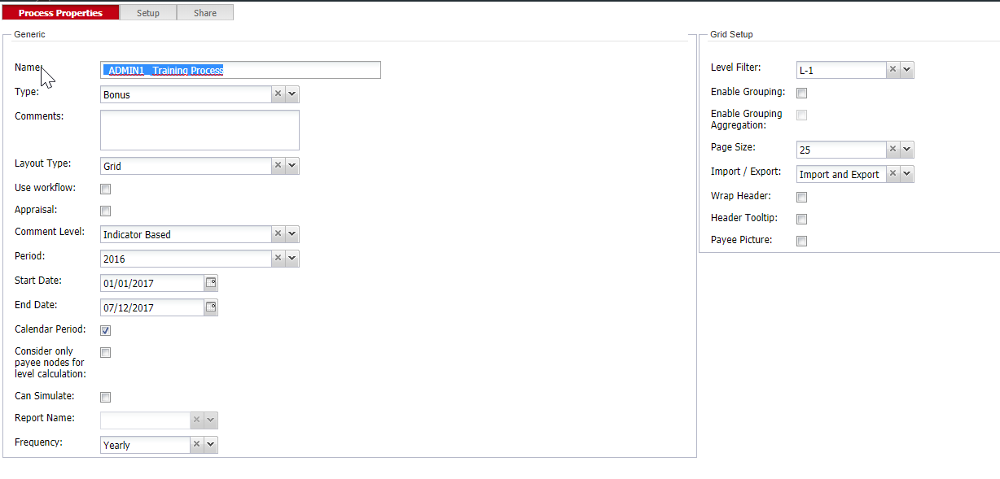 Process Properties Setup Share
Generic
Name:
_ADMIN1_ Training Process
Type:
Bonus
Comments:
Layout Type:
Grid
Use workflow:
Appraisal:
Comment Level:
Indicator Based
Period:
2016
Start Date:
01/01/2017
End Date:
07/12/2017
Calendar Period:
Consider only
payee nodes for
level calculation:
Can Simulate:
Report Name:
Frequency:
Yearly
Grid Setup
Level Filter:
L-1
Enable Grouping:
Enable Grouping
Aggregation:
Page Size:
25
Import / Export:
Import and Export
Wrap Header:
Header Tooltip:
Payee Picture: